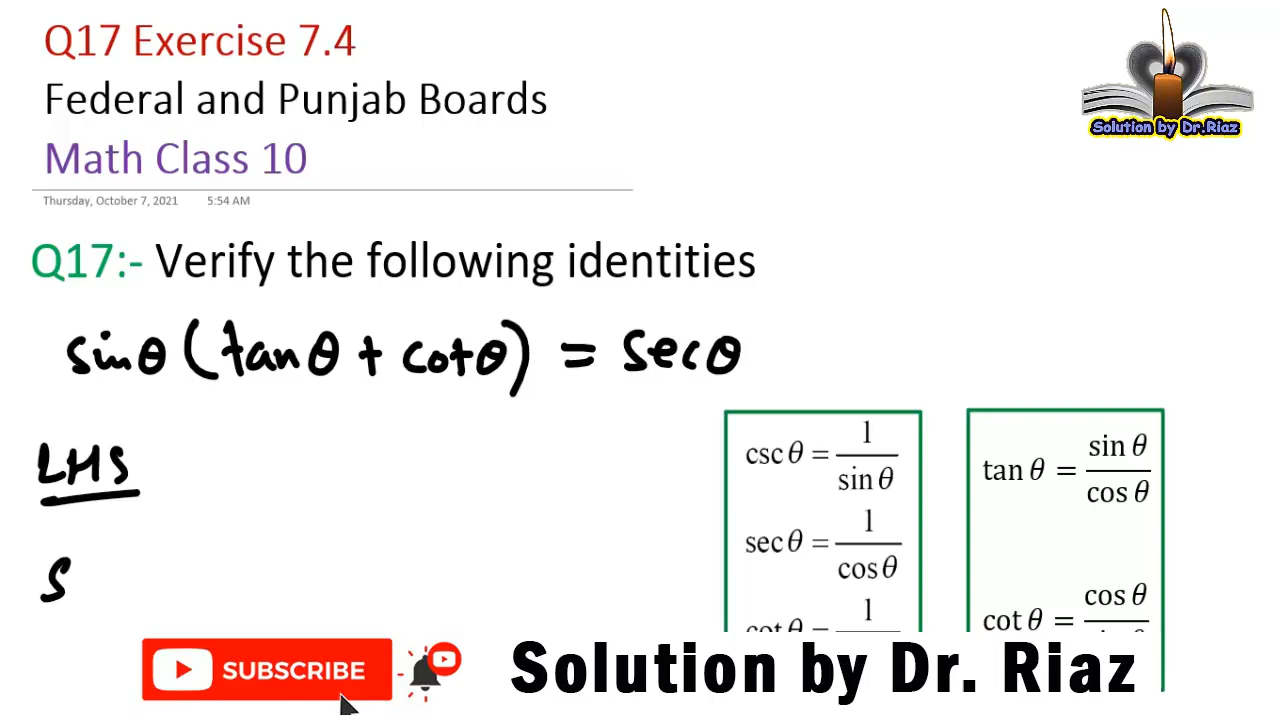 Q17 Exercise 7.4
Federal and Punjab Boards
Math Class 10
Solution by Dr.Riaz
Thursday, October 7, 2021 5:54 AM
Q17:- Verify the following identities
sinθ (tanθ + cotθ) = secθ
LHS
S
cscθ = 1/sinθ
secθ = 1/cosθ
cotθ = 1
tanθ = sinθ/cosθ
cotθ = cosθ
SUBSCRIBE
Solution by Dr. Riaz